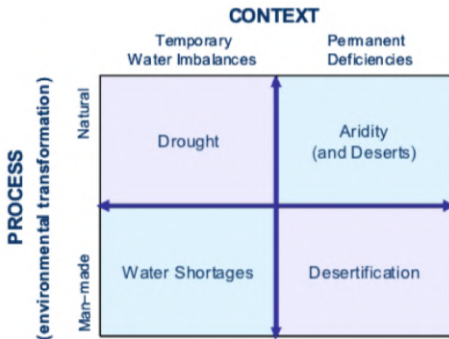 CONTEXT
Temporary
Water Imbalances
Permanent
Deficiencies
PROCESS
(environmental transformation)
Natural
Man-made
Drought
Aridity
(and Deserts)
Water Shortages
Desertification